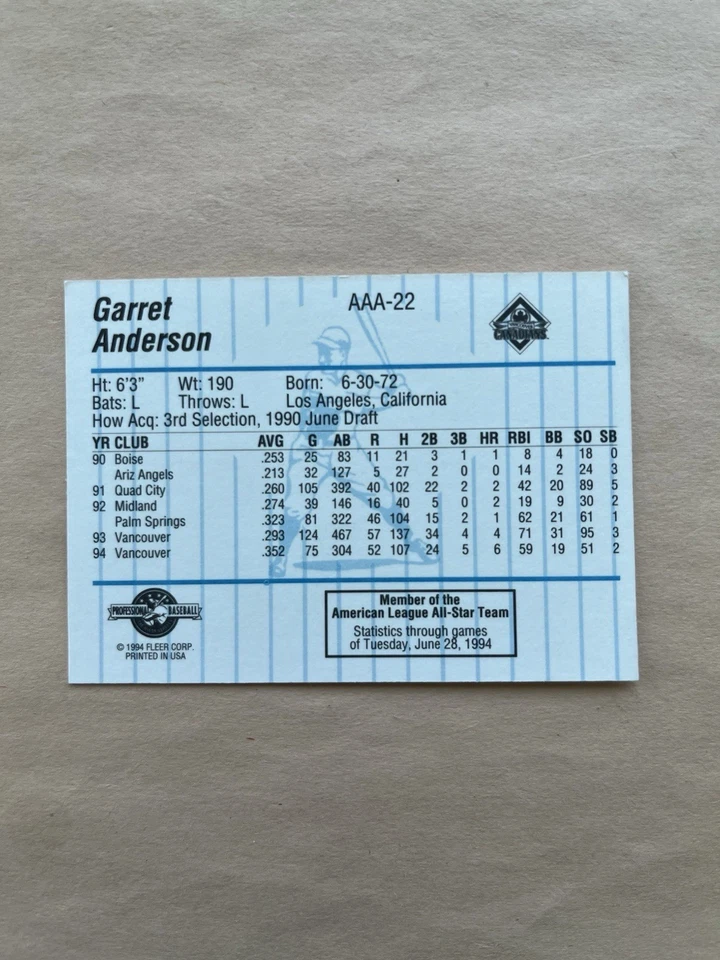 Garret
Anderson
AAA-22
CANADIANS
Ht: 6'3" Wt: 190 Born: 6-30-72
Bats: L Throws: L Los Angeles, California
How Acq: 3rd Selection, 1990 June Draft
YR CLUB AVG G AB R H 2B 3B HR RBI BB SO SB
90 Boise .253 25 83 11 21 3 1 1 8 4 18 0
Ariz Angels .213 32 127 5 27 2 0 0 14 2 24 3
91 Quad City .260 105 392 40 102 22 2 2 42 20 89 5
92 Midland .274 39 146 16 40 5 0 2 19 9 30 2
Palm Springs .323 81 322 46 104 15 2 1 62 21 61 1
93 Vancouver .293 124 467 57 137 34 4 4 71 31 95 3
94 Vancouver .352 75 304 52 107 24 5 6 59 19 51 2
PROFESSIONAL BASEBALL
© 1994 FLEER CORP.
PRINTED IN USA
Member of the
American League All-Star Team
Statistics through games
of Tuesday, June 28, 1994